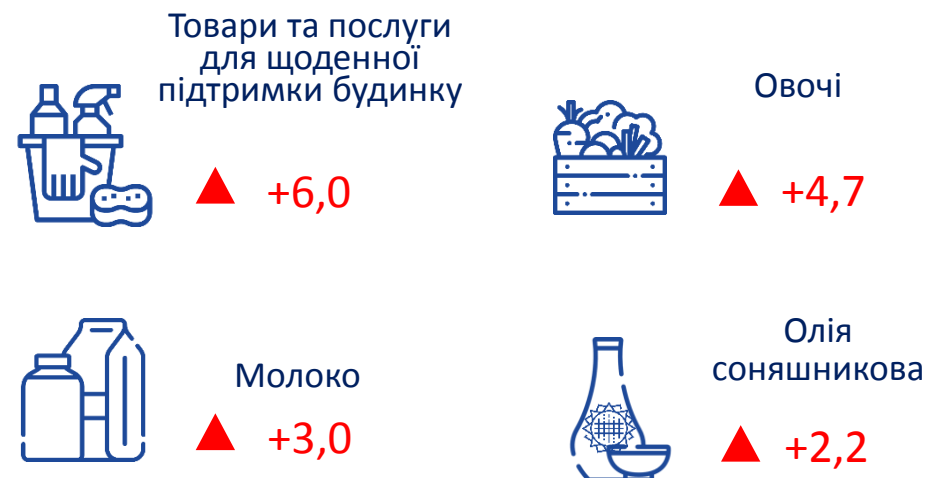 Товари та послуги
для щоденної
підтримки будинку
+6,0
Овочі
+4,7
Молоко
+3,0
Олія
соняшникова
+2,2